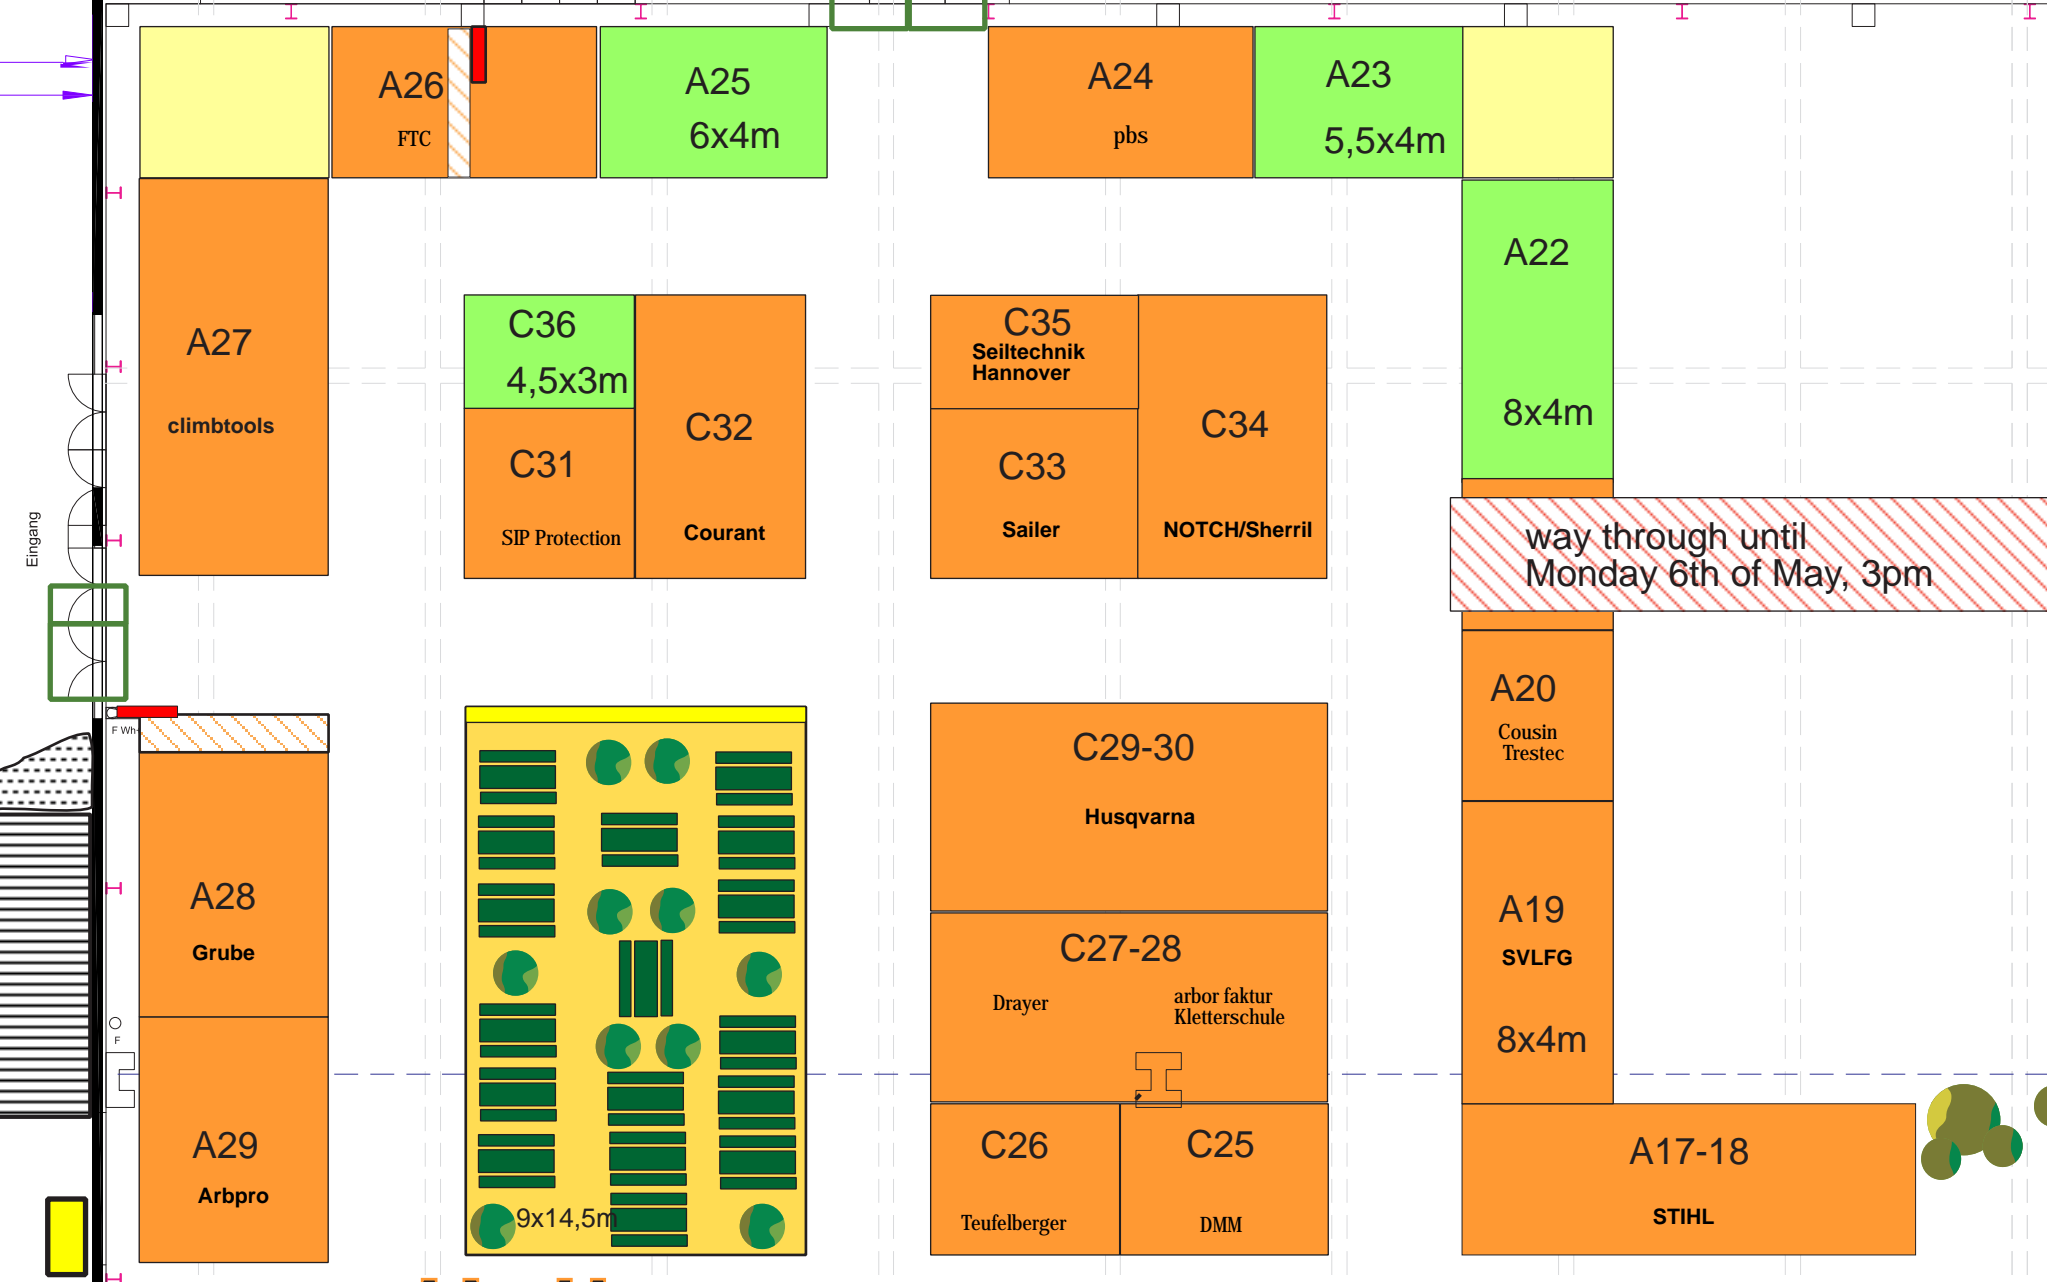 A26
FTC
A25
6x4m
A24
pbs
A23
5,5x4m
A22
8x4m
A27
climbtools
C36
4,5x3m
C31
SIP Protection
C32
Courant
C35
Seiltechnik
Hannover
C33
Sailer
C34
NOTCH/Sherril
way through until
Monday 6th of May, 3pm
Eingang
F Wh
A20
Cousin
Trestec
C29-30
Husqvarna
A28
Grube
A19
SVLFG
8x4m
C27-28
Drayer
arbor faktur
Kletterschule
F
A29
Arbpro
9x14,5m
C26
Teufelberger
C25
DMM
A17-18
STIHL